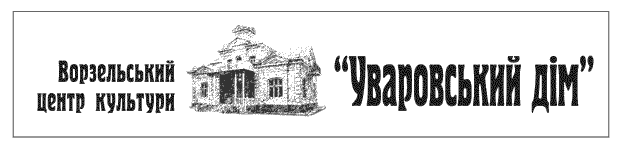 Ворзельський
центр культури
“Уваровський дім”